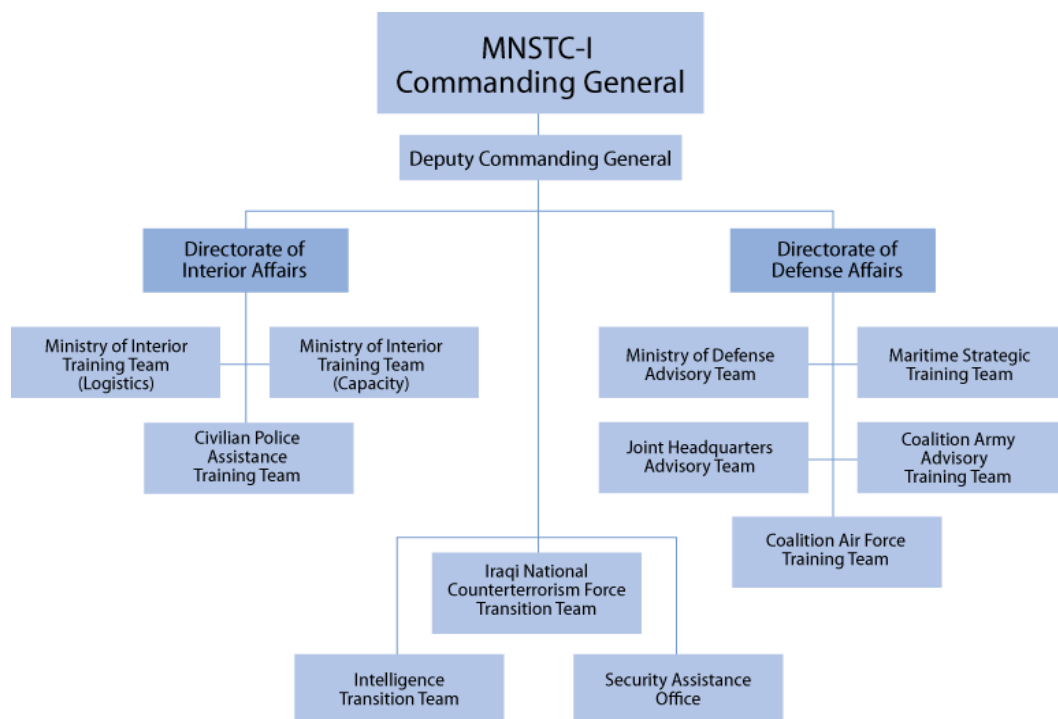 MNSTC-I
Commanding General
Deputy Commanding General
Directorate of
Interior Affairs
Directorate of
Defense Affairs
Ministry of Interior
Training Team
(Logistics)
Ministry of Interior
Training Team
(Capacity)
Ministry of Defense
Advisory Team
Maritime Strategic
Training Team
Civilian Police
Assistance
Training Team
Joint Headquarters
Advisory Team
Coalition Army
Advisory
Training Team
Coalition Air Force
Training Team
Iraqi National
Counterterrorism Force
Transition Team
Intelligence
Transition Team
Security Assistance
Office